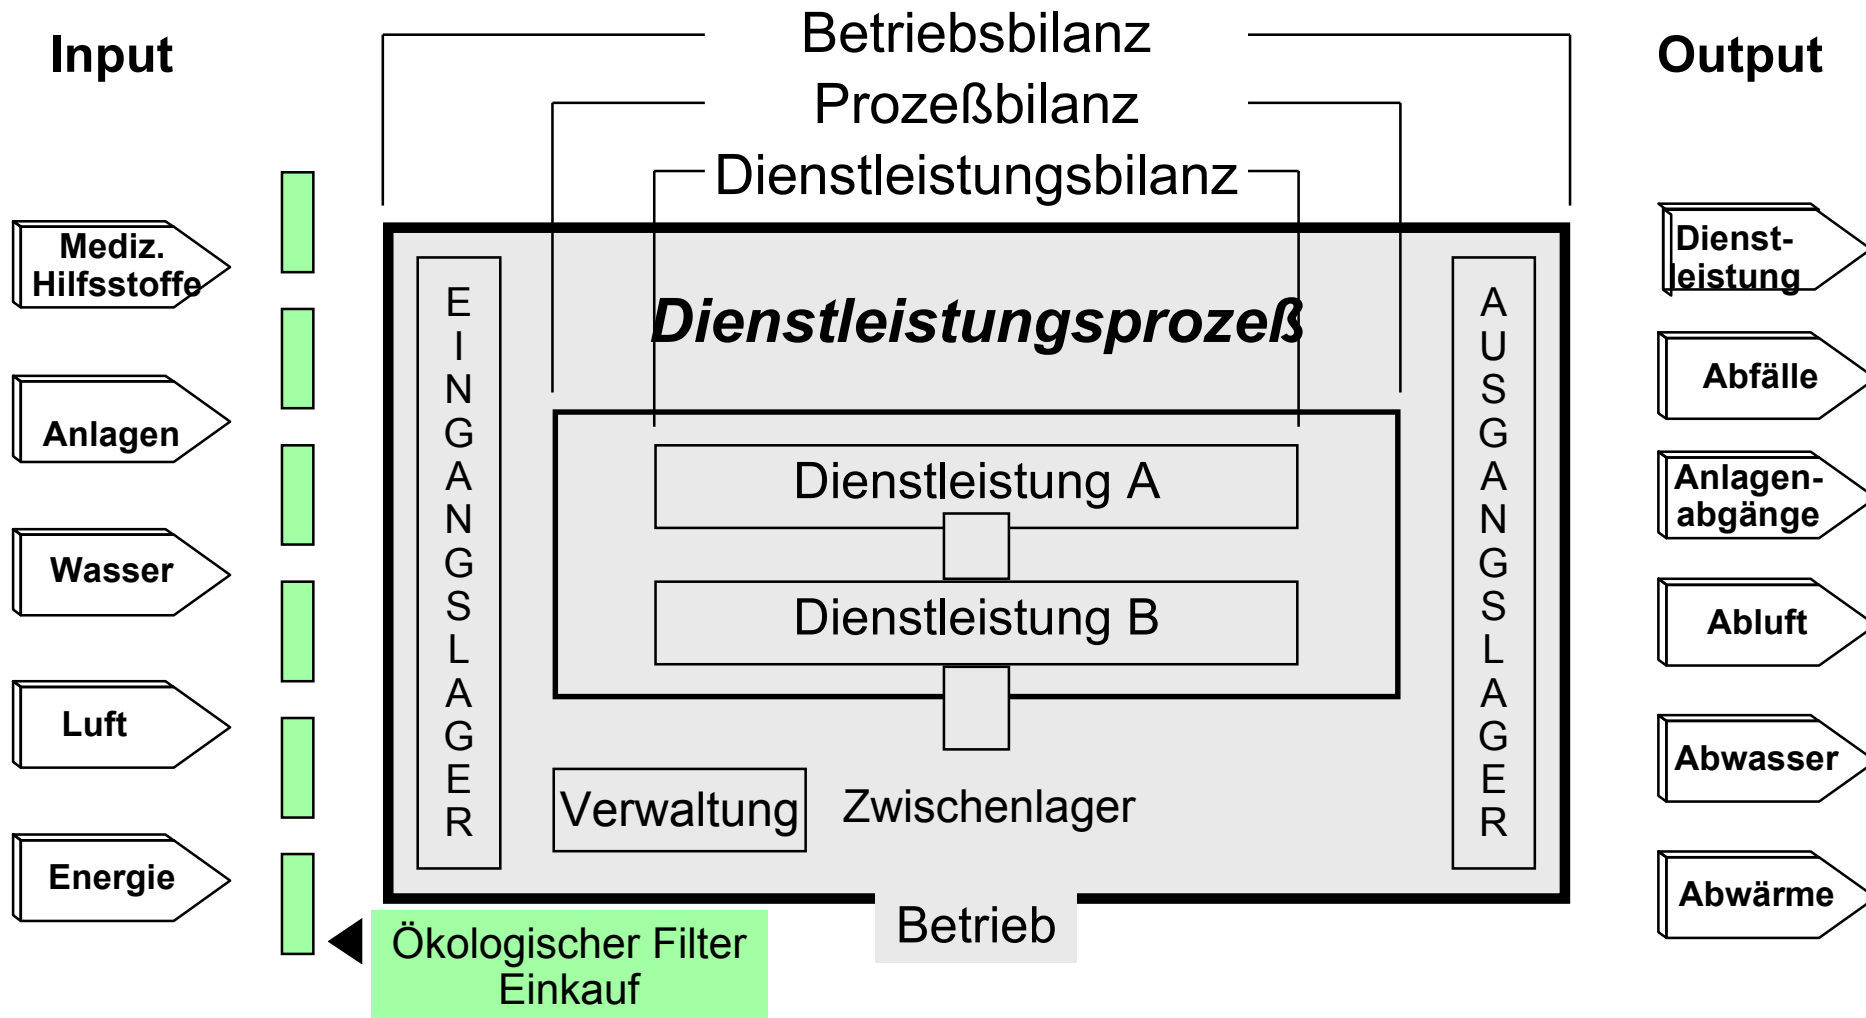 Input
Betriebsbilanz
Prozeßbilanz
Dienstleistungsbilanz
Output
Mediz.
Hilfsstoffe
Anlagen
Wasser
Luft
Energie
EINGANGSLAGER
Dienstleistungsprozeß
Dienstleistung A
Dienstleistung B
Verwaltung
Zwischenlager
AUSGANGSLAGER
Betrieb
Ökologischer Filter
Einkauf
Dienst-
leistung
Abfälle
Anlagen-
abgänge
Abluft
Abwasser
Abwärme